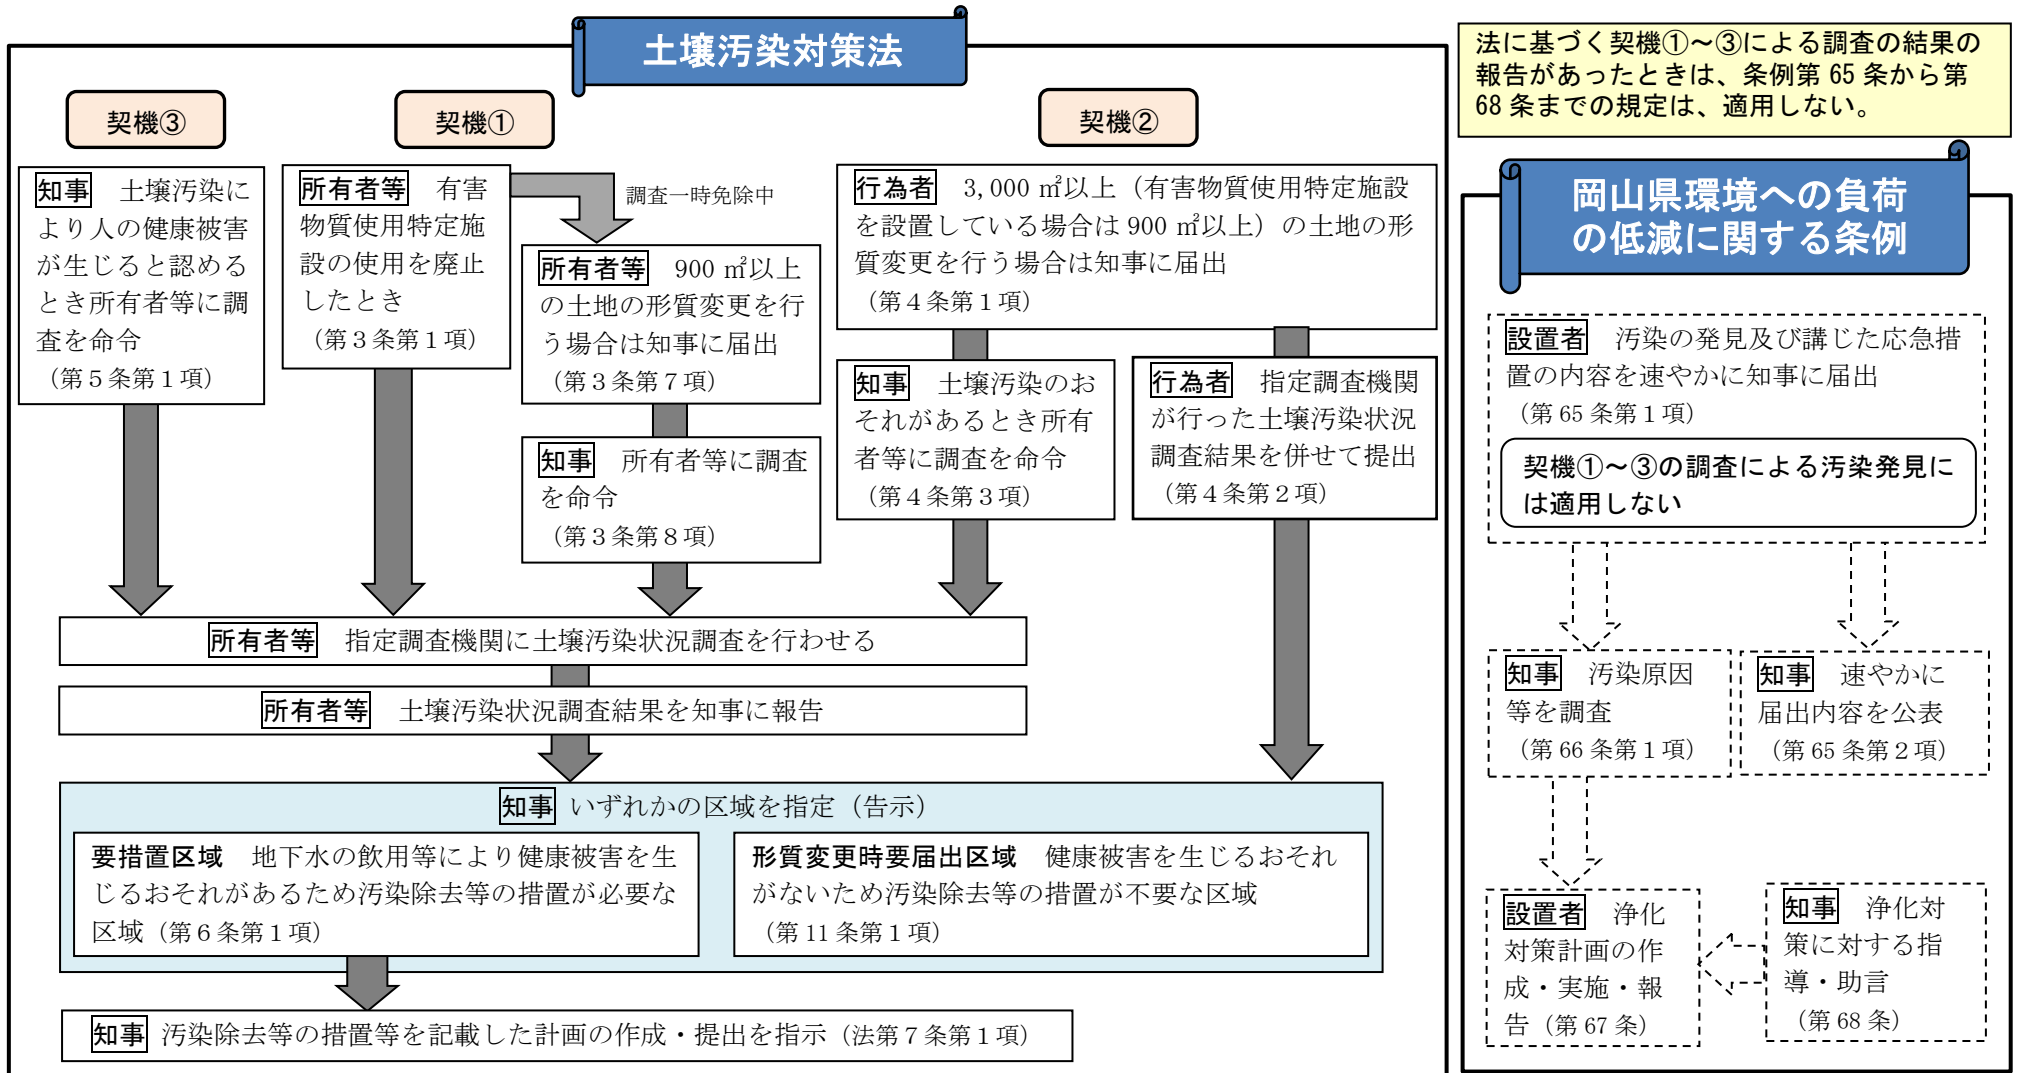 土壌汚染対策法
契機③
契機①
契機②
知事 土壌汚染に
より人の健康被害
が生じると認める
とき所有者等に調
査を命令
（第５条第１項）
所有者等 有害
物質使用特定施
設の使用を廃止
したとき
（第３条第１項）
調査一時免除中
所有者等 900 ㎡以上
の土地の形質変更を行
う場合は知事に届出
（第３条第７項）
知事 所有者等に調査
を命令
（第３条第８項）
行為者 3,000 ㎡以上（有害物質使用特定施設
を設置している場合は 900 ㎡以上）の土地の形
質変更を行う場合は知事に届出
（第４条第１項）
知事 土壌汚染のお
それがあるとき所有
者等に調査を命令
（第４条第３項）
行為者 指定調査機関
が行った土壌汚染状況
調査結果を併せて提出
（第４条第２項）
所有者等 指定調査機関に土壌汚染状況調査を行わせる
所有者等 土壌汚染状況調査結果を知事に報告
知事 いずれかの区域を指定（告示）
要措置区域 地下水の飲用等により健康被害を生
じるおそれがあるため汚染除去等の措置が必要な
区域（第６条第１項）
形質変更時要届出区域 健康被害を生じるおそれ
がないため汚染除去等の措置が不要な区域
（第 11 条第１項）
知事 汚染除去等の措置等を記載した計画の作成・提出を指示（法第７条第１項）
法に基づく契機①～③による調査の結果の
報告があったときは、条例第 65 条から第
68 条までの規定は、適用しない。
岡山県環境への負荷
の低減に関する条例
設置者 汚染の発見及び講じた応急措
置の内容を速やかに知事に届出
（第 65 条第１項）
契機①～③の調査による汚染発見に
は適用しない
知事 汚染原因
等を調査
（第 66 条第１項）
知事 速やかに
届出内容を公表
（第 65 条第２項）
設置者 浄化
対策計画の作
成・実施・報
告（第 67 条）
知事 浄化対
策に対する指
導・助言
（第 68 条）